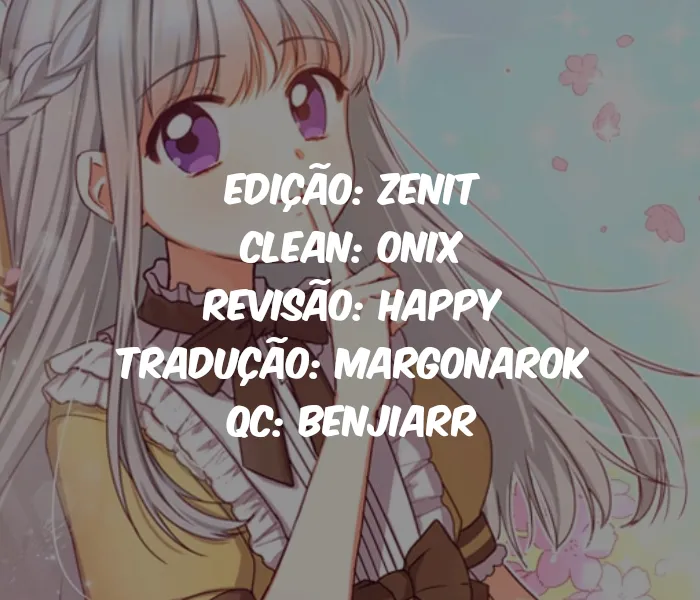 EDIÇÃO: ZENIT
CLEAN: ONIX
REVISÃO: HAPPY
TRADUÇÃO: MARGONAROK
QC: BENJIARR